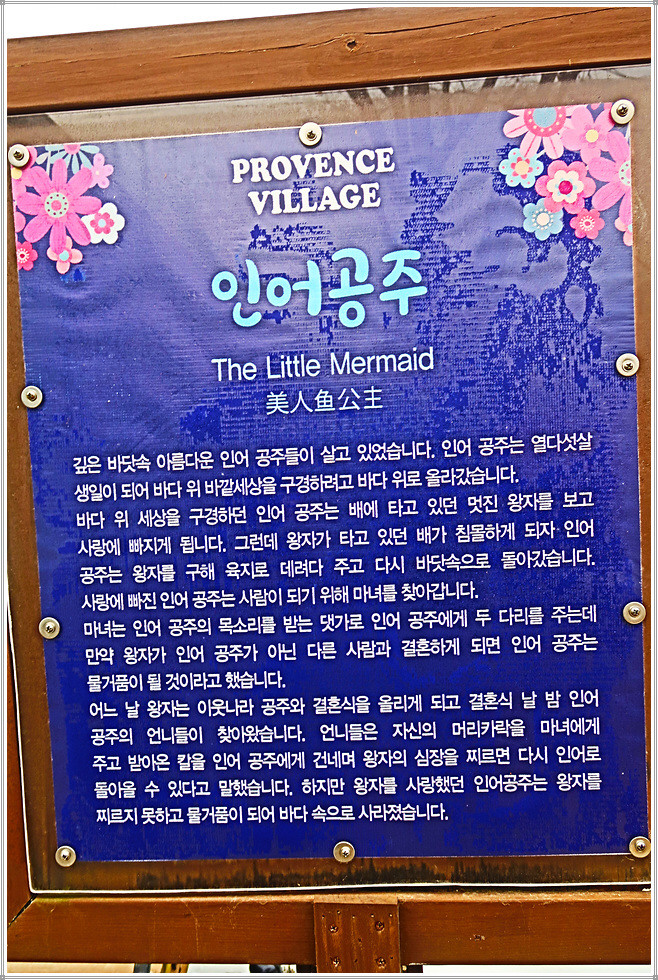 PROVENCE
VILLAGE
인어공주
The Little Mermaid
美人鱼公主
깊은 바닷속 아름다운 인어 공주들이 살고 있었습니다. 인어 공주는 열다섯살
생일이 되어 바다 위 바깥세상을 구경하려고 바다 위로 올라갔습니다.
바다 위 세상을 구경하던 인어 공주는 배에 타고 있던 멋진 왕자를 보고
사랑에 빠지게 됩니다. 그런데 왕자가 타고 있던 배가 침몰하게 되자 인어
공주는 왕자를 구해 육지로 데려다 주고 다시 바닷속으로 돌아갔습니다.
사랑에 빠진 인어 공주는 사람이 되기 위해 마녀를 찾아갑니다.
마녀는 인어 공주의 목소리를 받는 댓가로 인어 공주에게 두 다리를 주는데
만약 왕자가 인어 공주가 아닌 다른 사람과 결혼하게 되면 인어 공주는
물거품이 될 것이라고 했습니다.
어느 날 왕자는 이웃나라 공주와 결혼식을 올리게 되고 결혼식 날 밤 인어
공주의 언니들이 찾아왔습니다. 언니들은 자신의 머리카락을 마녀에게
주고 받아온 칼을 인어 공주에게 건네며 왕자의 심장을 찌르면 다시 인어로
돌아올 수 있다고 말했습니다. 하지만 왕자를 사랑했던 인어공주는 왕자를
찌르지 못하고 물거품이 되어 바다 속으로 사라졌습니다.